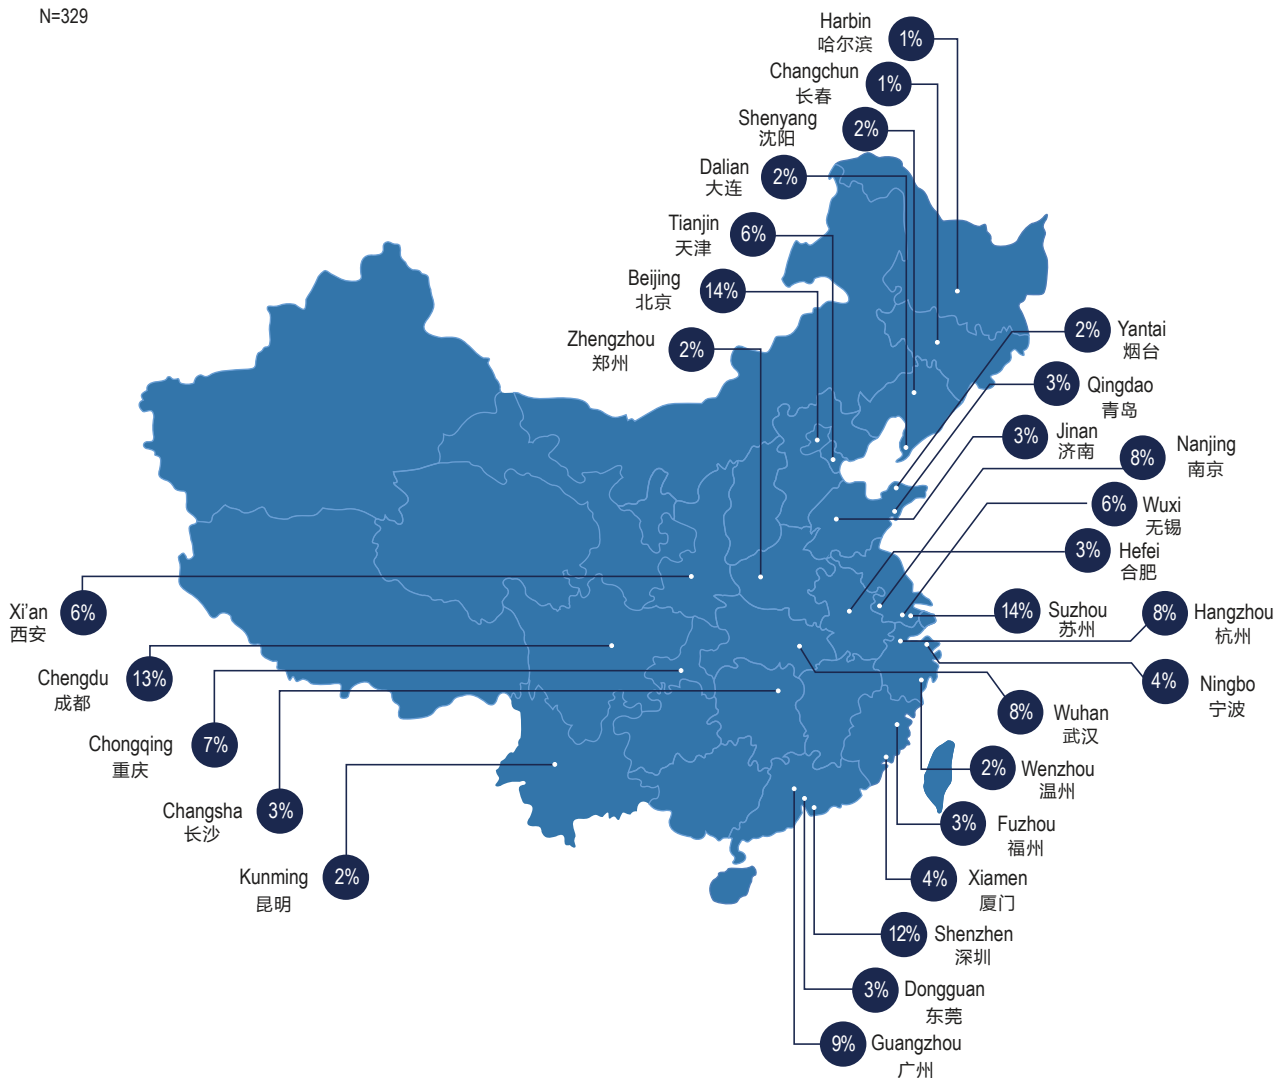 N=329
Harbin
哈尔滨
1%
Changchun
长春
1%
Shenyang
沈阳
2%
Dalian
大连
2%
Tianjin
天津
6%
Beijing
北京
14%
Zhengzhou
郑州
2%
2%
Yantai
烟台
3%
Qingdao
青岛
3%
Jinan
济南
8%
Nanjing
南京
6%
Wuxi
无锡
3%
Hefei
合肥
14%
Suzhou
苏州
8%
Hangzhou
杭州
4%
Ningbo
宁波
8%
Wuhan
武汉
2%
Wenzhou
温州
3%
Fuzhou
福州
4%
Xiamen
厦门
12%
Shenzhen
深圳
3%
Dongguan
东莞
9%
Guangzhou
广州
Xi'an
西安
6%
Chengdu
成都
13%
Chongqing
重庆
7%
Changsha
长沙
3%
Kunming
昆明
2%